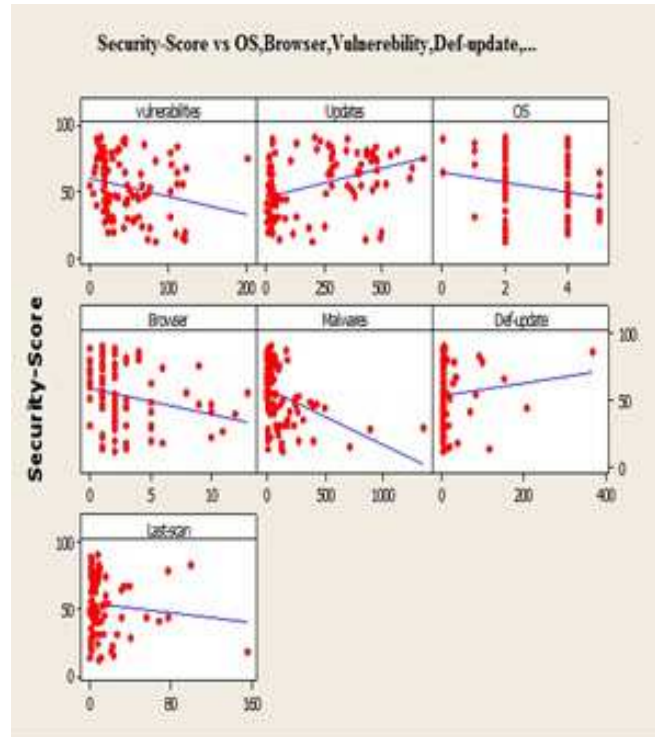 Security-Score vs OS,Browser,Vulnerebility,Def-update,...
vulnerabilites Updates OS
100
50
0
0 100 200 0 250 500 0 2 4
Browser Malwares Def-update
100
50
0
0 5 10 0 500 1000 0 200 400
Last-scan
100
50
0
0 80 160
Security-Score